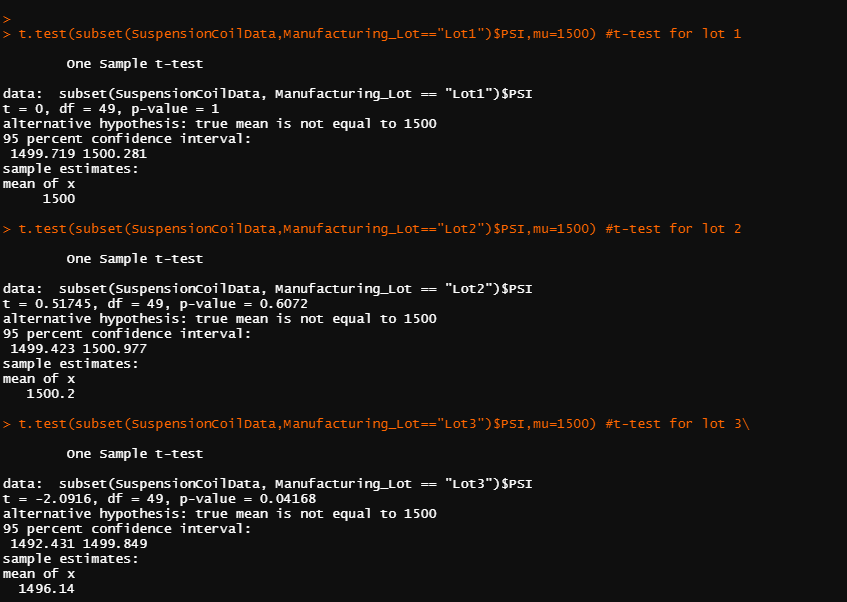 >
> t.test(subset(SuspensionCoilData,Manufacturing_Lot=="Lot1")$PSI,mu=1500) #t-test for lot 1
One Sample t-test
data:  subset(SuspensionCoilData, Manufacturing_Lot == "Lot1")$PSI
t = 0, df = 49, p-value = 1
alternative hypothesis: true mean is not equal to 1500
95 percent confidence interval:
1499.719 1500.281
sample estimates:
mean of x
1500
> t.test(subset(SuspensionCoilData,Manufacturing_Lot=="Lot2")$PSI,mu=1500) #t-test for lot 2
One Sample t-test
data:  subset(SuspensionCoilData, Manufacturing_Lot == "Lot2")$PSI
t = 0.51745, df = 49, p-value = 0.6072
alternative hypothesis: true mean is not equal to 1500
95 percent confidence interval:
1499.423 1500.977
sample estimates:
mean of x
1500.2
> t.test(subset(SuspensionCoilData,Manufacturing_Lot=="Lot3")$PSI,mu=1500) #t-test for lot 3\
One Sample t-test
data:  subset(SuspensionCoilData, Manufacturing_Lot == "Lot3")$PSI
t = -2.0916, df = 49, p-value = 0.04168
alternative hypothesis: true mean is not equal to 1500
95 percent confidence interval:
1492.431 1499.849
sample estimates:
mean of x
1496.14